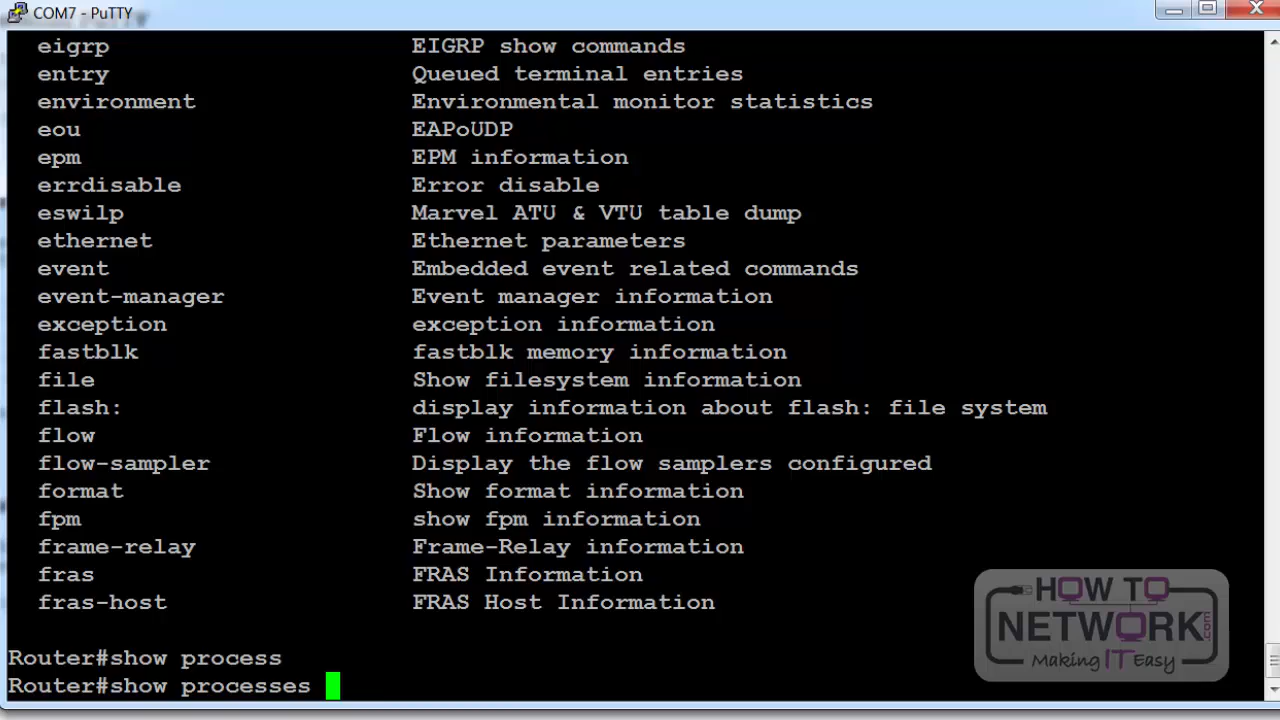 COM7 - PuTTY
eigrp EIGRP show commands
entry Queued terminal entries
environment Environmental monitor statistics
eou EAPoUDP
epm EPM information
errdisable Error disable
eswilp Marvel ATU & VTU table dump
ethernet Ethernet parameters
event Embedded event related commands
event-manager Event manager information
exception exception information
fastblk fastblk memory information
file Show filesystem information
flash: display information about flash: file system
flow Flow information
flow-sampler Display the flow samplers configured
format Show format information
fpm show fpm information
frame-relay Frame-Relay information
fras FRAS Information
fras-host FRAS Host Information
Router#show process
Router#show processes
HOW TO
NETWORK.com
Making IT Easy